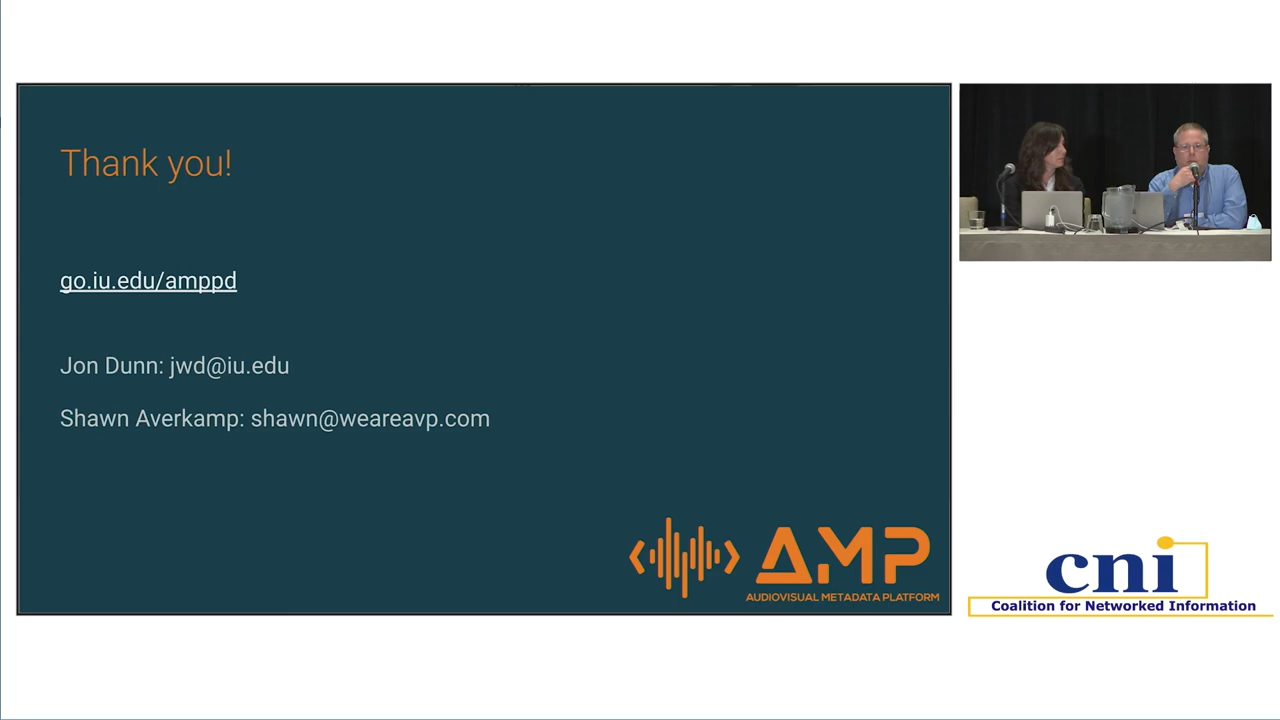 Thank you!
go.iu.edu/amppd
Jon Dunn: jwd@iu.edu
Shawn Averkamp: shawn@weareavp.com
AMP
AUDIOVISUAL METADATA PLATFORM
cni
Coalition for Networked Information